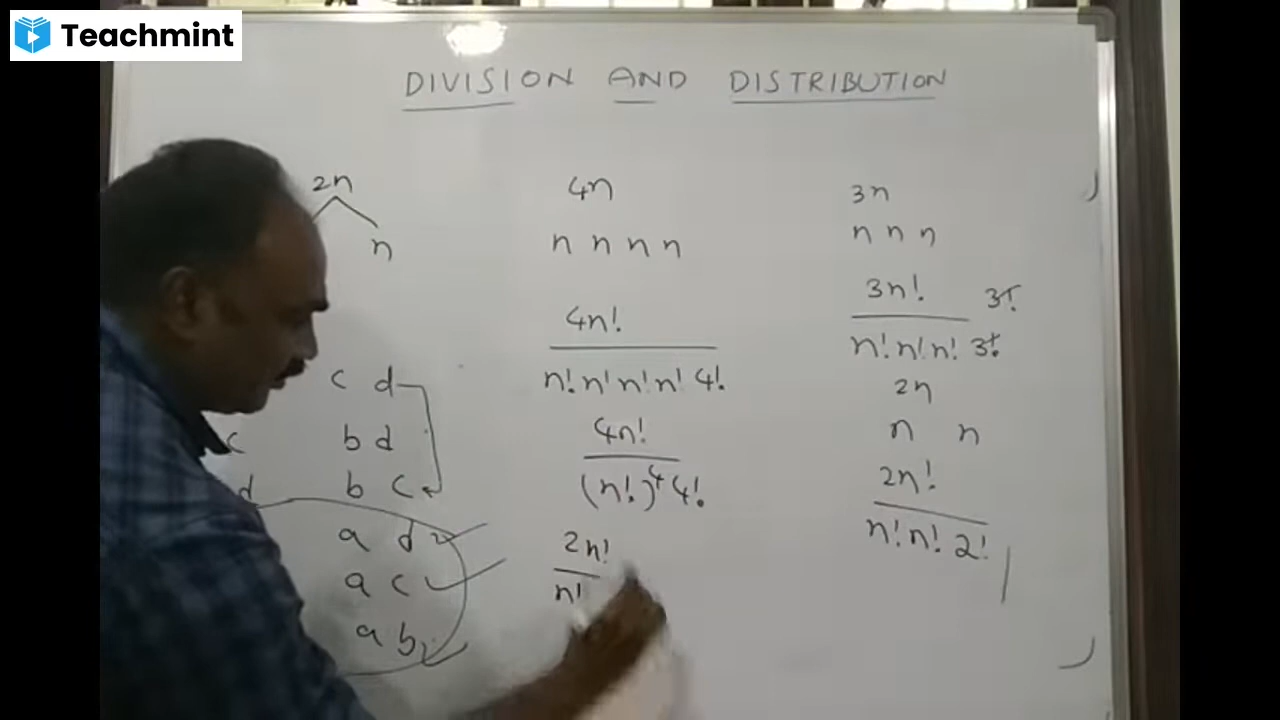 Teachmint
DIVISION AND DISTRIBUTION
2n
n
c d
c b d
d b c
a d
a c
a b
4n
n n n n
4n!
n! n! n! n! 4!
4n!
(n!)⁴ 4!
2n!
n!
3n
n n n
3n! 3!
n! n! n! 3!
2n
n n
2n!
n! n! 2!